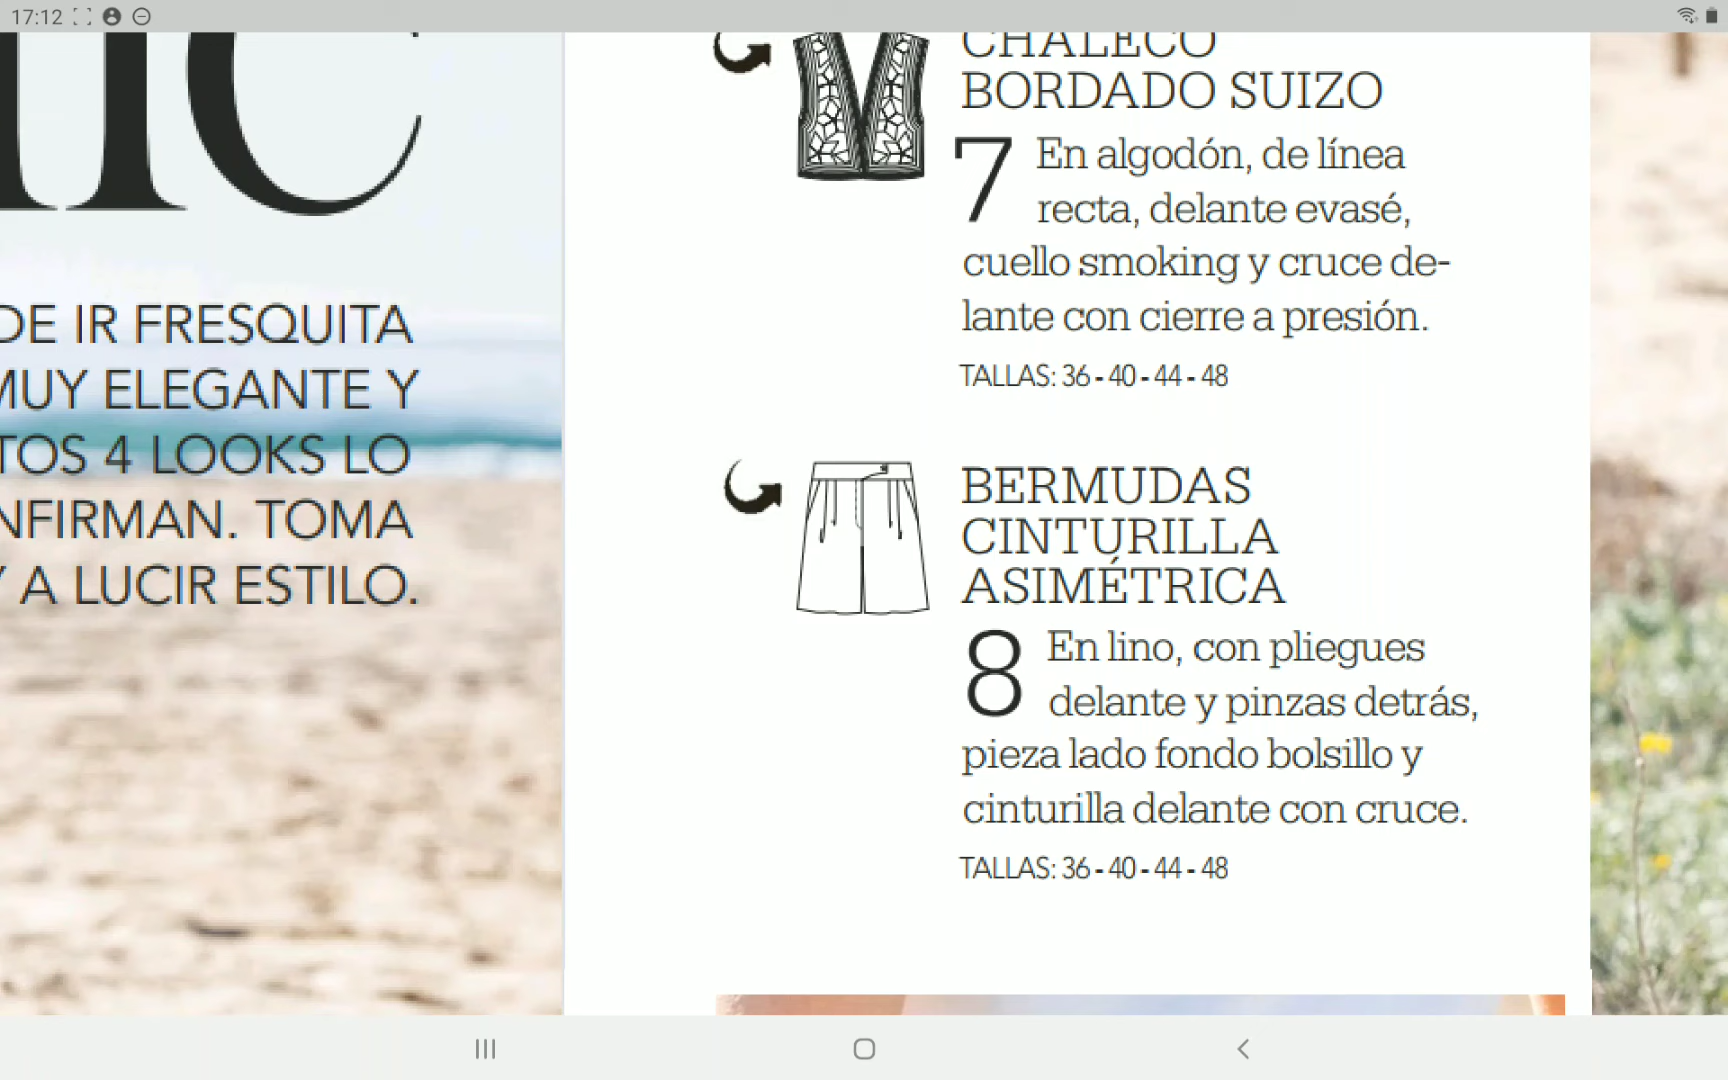 17:12
DE IR FRESQUITA
MUY ELEGANTE Y
TOS 4 LOOKS LO
NFIRMAN. TOMA
Y A LUCIR ESTILO.
CHALECO
BORDADO SUIZO
7 En algodón, de línea
recta, delante evasé,
cuello smoking y cruce de-
lante con cierre a presión.
TALLAS: 36 - 40 - 44 - 48
BERMUDAS
CINTURILLA
ASIMÉTRICA
8 En lino, con pliegues
delante y pinzas detrás,
pieza lado fondo bolsillo y
cinturilla delante con cruce.
TALLAS: 36 - 40 - 44 - 48